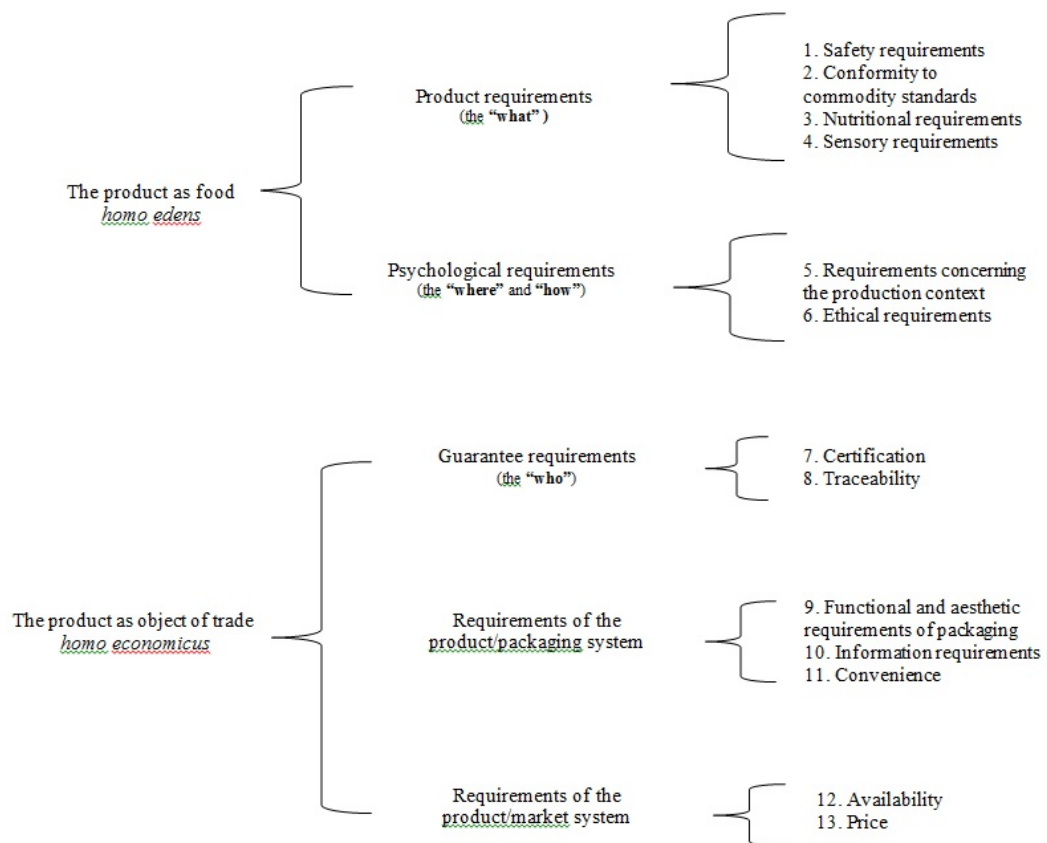 1. Safety requirements
2. Conformity to
commodity standards
3. Nutritional requirements
4. Sensory requirements
Product requirements
(the “what” )
The product as food
homo edens
Psychological requirements
(the “where” and “how”)
5. Requirements concerning
the production context
6. Ethical requirements
Guarantee requirements
(the “who”)
7. Certification
8. Traceability
The product as object of trade
homo economicus
Requirements of the
product/packaging system
9. Functional and aesthetic
requirements of packaging
10. Information requirements
11. Convenience
Requirements of the
product/market system
12. Availability
13. Price